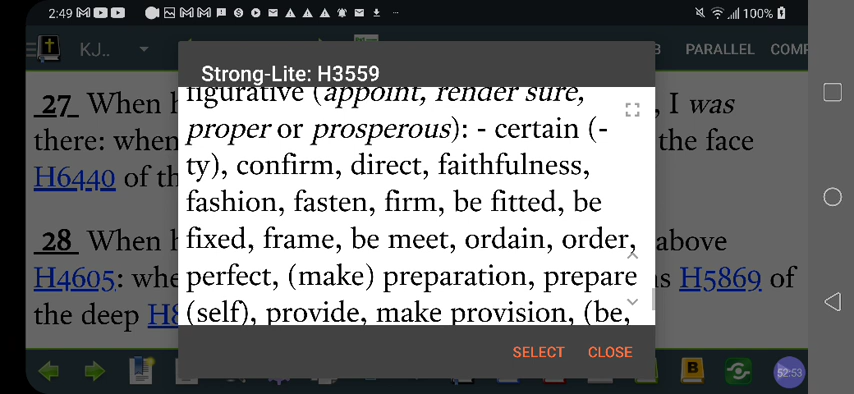 2:49 100%
KJ.. B PARALLEL COMP
Strong-Lite: H3559
figurative (appoint, render sure,
proper or prosperous): - certain (-
ty), confirm, direct, faithfulness,
fashion, fasten, firm, be fitted, be
fixed, frame, be meet, ordain, order,
perfect, (make) preparation, prepare
(self), provide, make provision, (be,
SELECT CLOSE
27 When h , I was
there: when the face
H6440 of th
28 When h above
H4605: whe s H5869 of
the deep H8
52:53